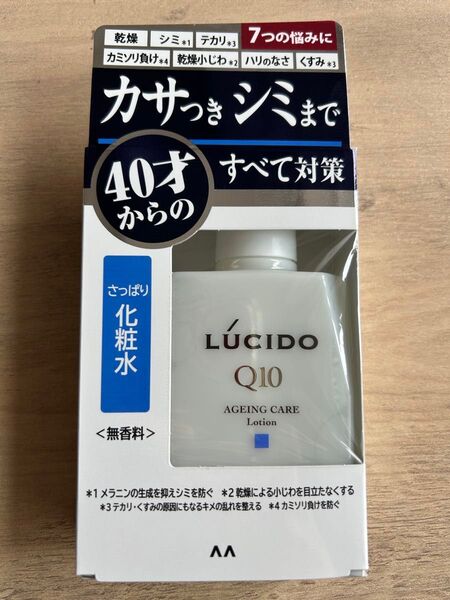 乾燥 シミ*1 テカリ*3 7つの悩みに
カミソリ負け*4 乾燥小じわ*2 ハリのなさ くすみ*3
カサつきシミまで
40才からの
すべて対策
さっぱり
化粧水
<無香料>
LÚCIDO
Q10
AGEING CARE
Lotion
*1 メラニンの生成を抑えシミを防ぐ *2 乾燥による小じわを目立たなくする
*3 テカリ・くすみの原因にもなるキメの乱れを整える *4 カミソリ負けを防ぐ